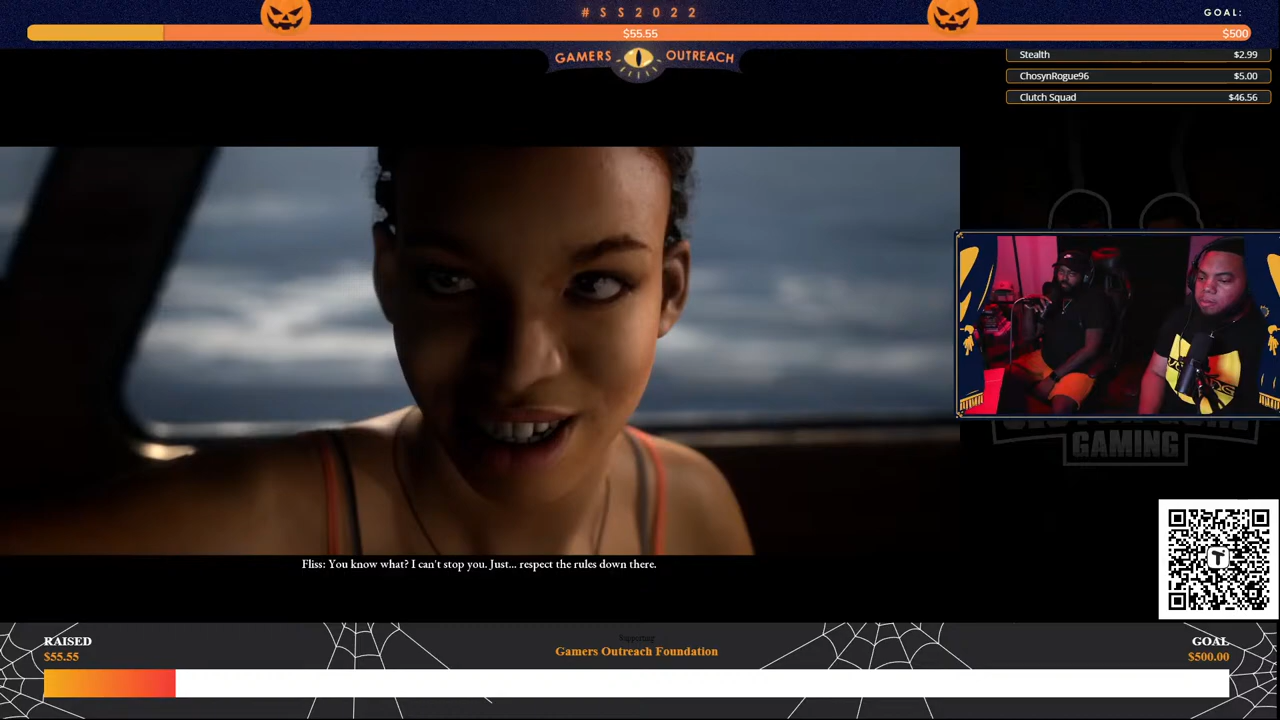 #SS2022
GOAL:
$55.55
$500
GAMERS OUTREACH
Stealth $2.99
ChosynRogue96 $5.00
Clutch Squad $46.56
GAMING
T
Fliss: You know what? I can't stop you. Just... respect the rules down there.
RAISED
$55.55
Supporting
Gamers Outreach Foundation
GOAL
$500.00